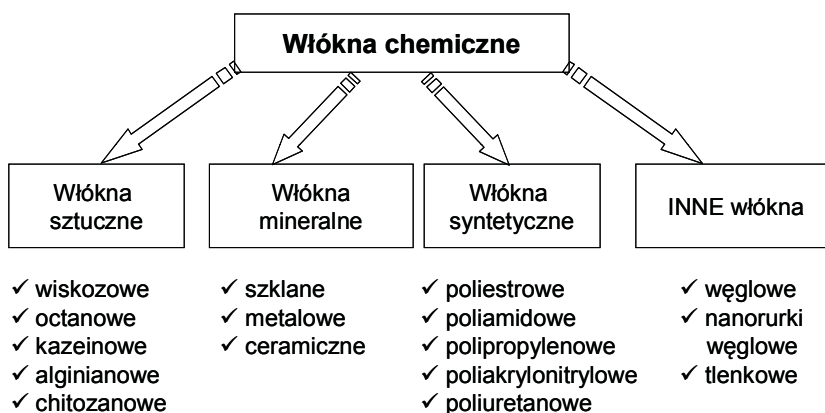 Włókna chemiczne
Włókna
sztuczne
Włókna
mineralne
Włókna
syntetyczne
INNE włókna
✓ wiskozowe
✓ octanowe
✓ kazeinowe
✓ alginianowe
✓ chitozanowe
✓ szklane
✓ metalowe
✓ ceramiczne
✓ poliestrowe
✓ poliamidowe
✓ polipropylenowe
✓ poliakrylonitrylowe
✓ poliuretanowe
✓ węglowe
✓ nanorurki
węglowe
✓ tlenkowe